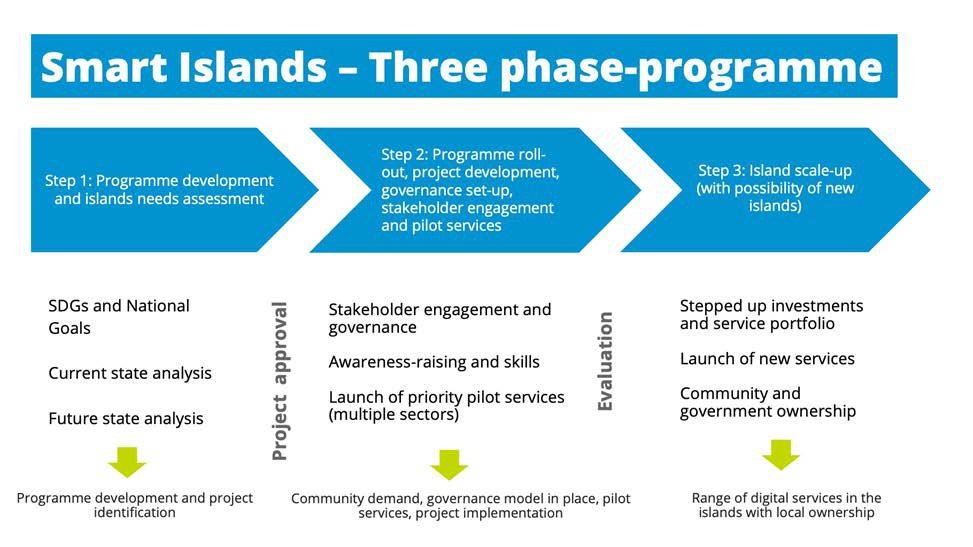 Smart Islands – Three phase-programme
Step 1: Programme development
and islands needs assessment
Step 2: Programme roll-
out, project development,
governance set-up,
stakeholder engagement
and pilot services
Step 3: Island scale-up
(with possibility of new
islands)
SDGs and National
Goals
Current state analysis
Future state analysis
Project approval
Stakeholder engagement and
governance
Awareness-raising and skills
Launch of priority pilot services
(multiple sectors)
Evaluation
Stepped up investments
and service portfolio
Launch of new services
Community and
government ownership
Programme development and project
identification
Community demand, governance model in place, pilot
services, project implementation
Range of digital services in the
islands with local ownership